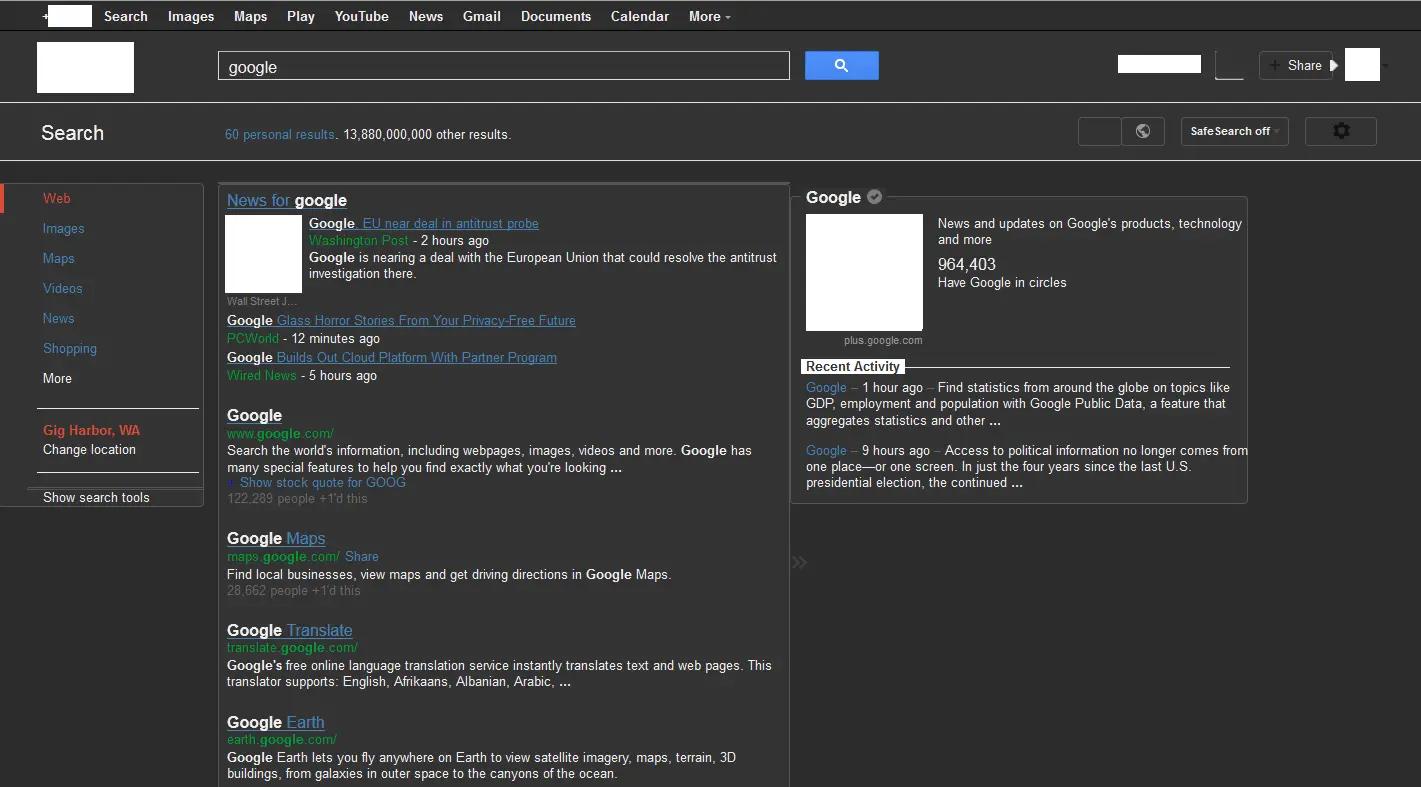 +
Search Images Maps Play YouTube News Gmail Documents Calendar More
google
+ Share
Search
60 personal results. 13,880,000,000 other results.
SafeSearch off
Web
Images
Maps
Videos
News
Shopping
More
Gig Harbor, WA
Change location
Show search tools
News for google
Google, EU near deal in antitrust probe
Washington Post - 2 hours ago
Google is nearing a deal with the European Union that could resolve the antitrust
investigation there.
Wall Street J...
Google Glass Horror Stories From Your Privacy-Free Future
PCWorld - 12 minutes ago
Google Builds Out Cloud Platform With Partner Program
Wired News - 5 hours ago
Google
www.google.com/
Search the world's information, including webpages, images, videos and more. Google has
many special features to help you find exactly what you're looking ...
+ Show stock quote for GOOG
122,289 people +1'd this
Google Maps
maps.google.com/ Share
Find local businesses, view maps and get driving directions in Google Maps.
28,662 people +1'd this
Google Translate
translate.google.com/
Google's free online language translation service instantly translates text and web pages. This
translator supports: English, Afrikaans, Albanian, Arabic, ...
Google Earth
earth.google.com/
Google Earth lets you fly anywhere on Earth to view satellite imagery, maps, terrain, 3D
buildings, from galaxies in outer space to the canyons of the ocean.
Google
News and updates on Google's products, technology
and more
964,403
Have Google in circles
plus.google.com
Recent Activity
Google – 1 hour ago – Find statistics from around the globe on topics like
GDP, employment and population with Google Public Data, a feature that
aggregates statistics and other ...
Google – 9 hours ago – Access to political information no longer comes from
one place—or one screen. In just the four years since the last U.S.
presidential election, the continued ...
»